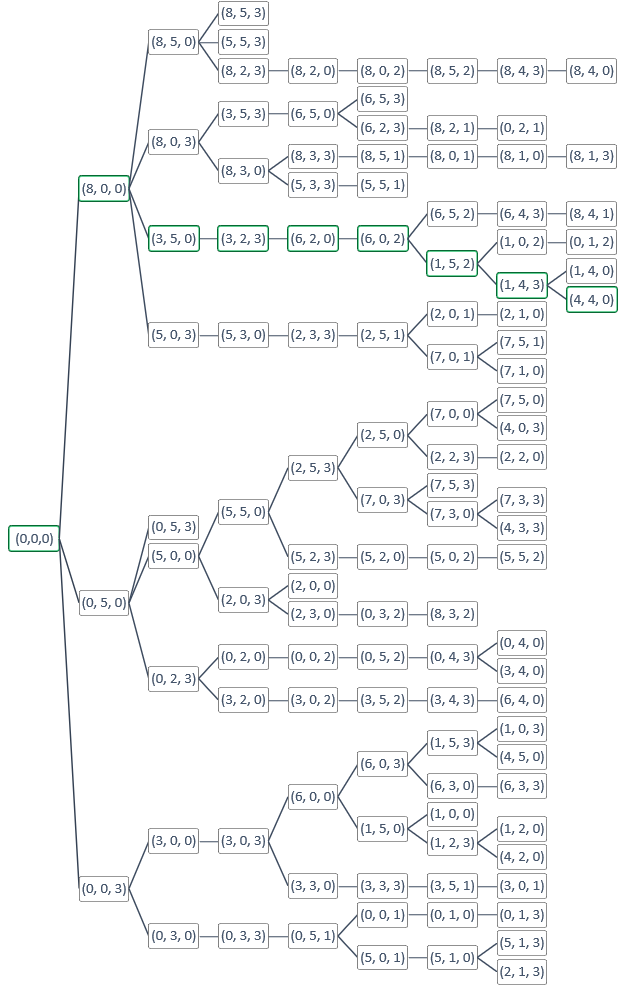 (8, 5, 3)
(8, 5, 0) (5, 5, 3)
(8, 2, 3) (8, 2, 0) (8, 0, 2) (8, 5, 2) (8, 4, 3) (8, 4, 0)
(6, 5, 3)
(3, 5, 3) (6, 5, 0)
(6, 2, 3) (8, 2, 1) (0, 2, 1)
(8, 0, 3)
(8, 3, 3) (8, 5, 1) (8, 0, 1) (8, 1, 0) (8, 1, 3)
(8, 3, 0)
(5, 3, 3) (5, 5, 1)
(8, 0, 0)
(6, 5, 2) (6, 4, 3) (8, 4, 1)
(3, 5, 0) (3, 2, 3) (6, 2, 0) (6, 0, 2) (1, 0, 2) (0, 1, 2)
(1, 5, 2)
(1, 4, 0)
(1, 4, 3)
(4, 4, 0)
(2, 0, 1) (2, 1, 0)
(5, 0, 3) (5, 3, 0) (2, 3, 3) (2, 5, 1)
(7, 5, 1)
(7, 0, 1)
(7, 1, 0)
(7, 5, 0)
(7, 0, 0)
(4, 0, 3)
(2, 5, 0)
(2, 2, 3) (2, 2, 0)
(2, 5, 3)
(7, 5, 3)
(7, 0, 3) (7, 3, 3)
(7, 3, 0)
(4, 3, 3)
(5, 5, 0)
(0, 5, 3)
(0,0,0)
(5, 0, 0) (5, 2, 3) (5, 2, 0) (5, 0, 2) (5, 5, 2)
(2, 0, 0)
(0, 5, 0) (2, 0, 3)
(2, 3, 0) (0, 3, 2) (8, 3, 2)
(0, 4, 0)
(0, 2, 0) (0, 0, 2) (0, 5, 2) (0, 4, 3)
(3, 4, 0)
(0, 2, 3)
(3, 2, 0) (3, 0, 2) (3, 5, 2) (3, 4, 3) (6, 4, 0)
(1, 0, 3)
(1, 5, 3)
(4, 5, 0)
(6, 0, 3)
(6, 3, 0) (6, 3, 3)
(6, 0, 0)
(1, 0, 0)
(1, 5, 0) (1, 2, 0)
(3, 0, 0) (3, 0, 3) (1, 2, 3)
(4, 2, 0)
(0, 0, 3) (3, 3, 0) (3, 3, 3) (3, 5, 1) (3, 0, 1)
(0, 0, 1) (0, 1, 0) (0, 1, 3)
(0, 3, 0) (0, 3, 3) (0, 5, 1)
(5, 1, 3)
(5, 0, 1) (5, 1, 0)
(2, 1, 3)